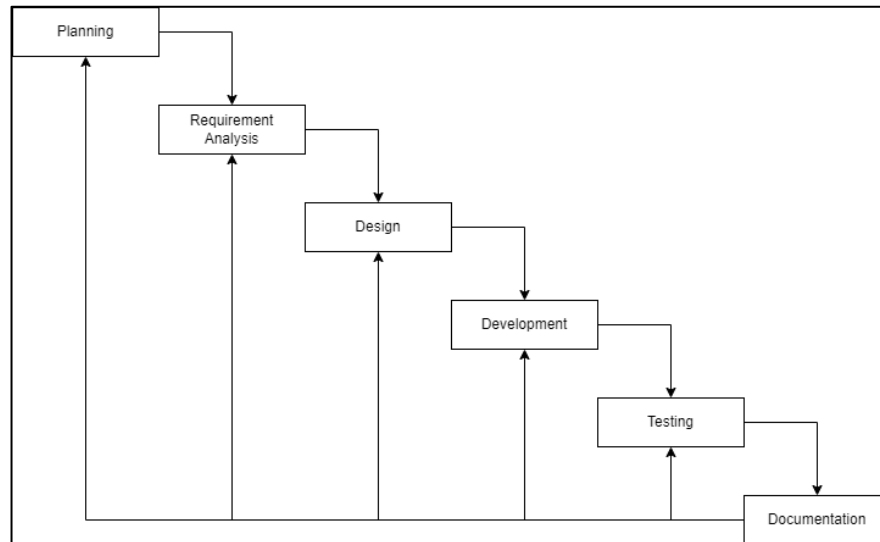 Planning
Requirement
Analysis
Design
Development
Testing
Documentation